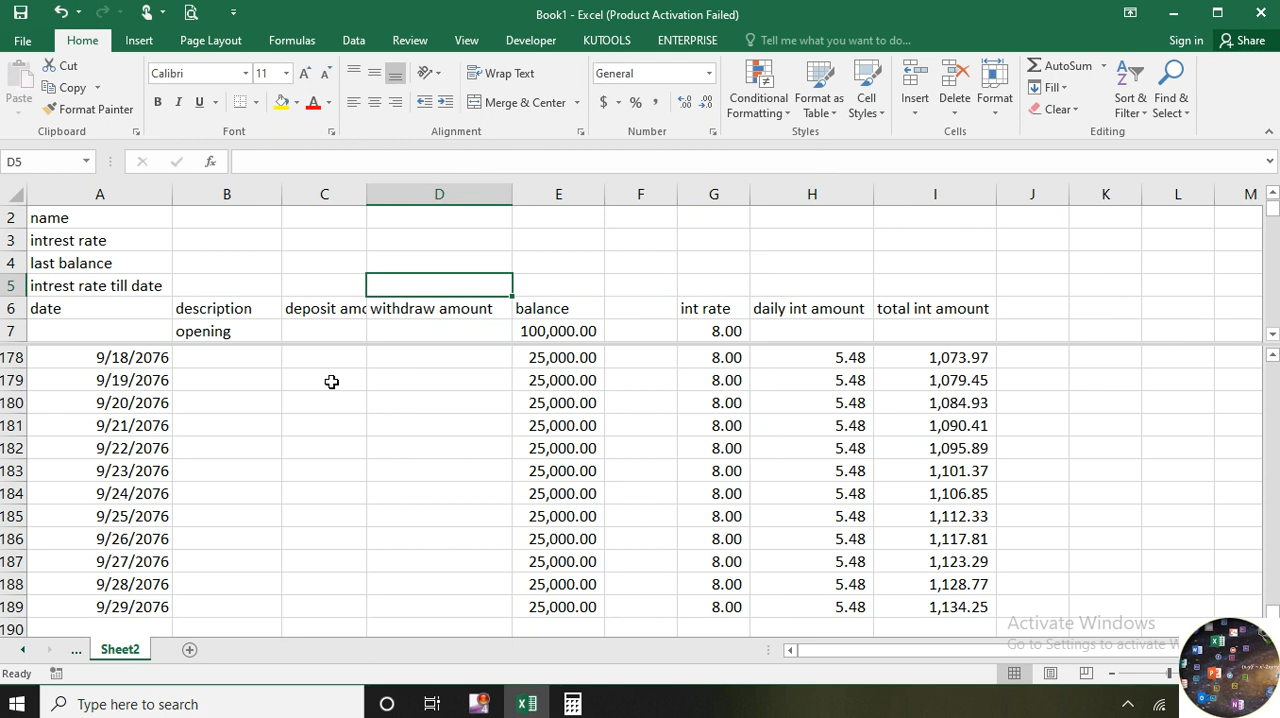 Book1 - Excel (Product Activation Failed)
File Home Insert Page Layout Formulas Data Review View Developer KUTOOLS ENTERPRISE Tell me what you want to do... Sign in Share
Paste Cut Copy Format Painter Clipboard
Calibri 11 B I U A Font
Wrap Text Merge & Center Alignment
General $ % , Number
Conditional Formatting Format as Table Cell Styles Styles
Insert Delete Format Cells
AutoSum Fill Clear Sort & Filter Find & Select Editing
D5 fx
A B C D E F G H I J K L M
2 name
3 intrest rate
4 last balance
5 intrest rate till date
6 date description deposit amo withdraw amount balance int rate daily int amount total int amount
7 opening 100,000.00 8.00
178 9/18/2076 25,000.00 8.00 5.48 1,073.97
179 9/19/2076 25,000.00 8.00 5.48 1,079.45
180 9/20/2076 25,000.00 8.00 5.48 1,084.93
181 9/21/2076 25,000.00 8.00 5.48 1,090.41
182 9/22/2076 25,000.00 8.00 5.48 1,095.89
183 9/23/2076 25,000.00 8.00 5.48 1,101.37
184 9/24/2076 25,000.00 8.00 5.48 1,106.85
185 9/25/2076 25,000.00 8.00 5.48 1,112.33
186 9/26/2076 25,000.00 8.00 5.48 1,117.81
187 9/27/2076 25,000.00 8.00 5.48 1,123.29
188 9/28/2076 25,000.00 8.00 5.48 1,128.77
189 9/29/2076 25,000.00 8.00 5.48 1,134.25
190
Activate Windows
Go to Settings to activate W
... Sheet2
Ready
Type here to search